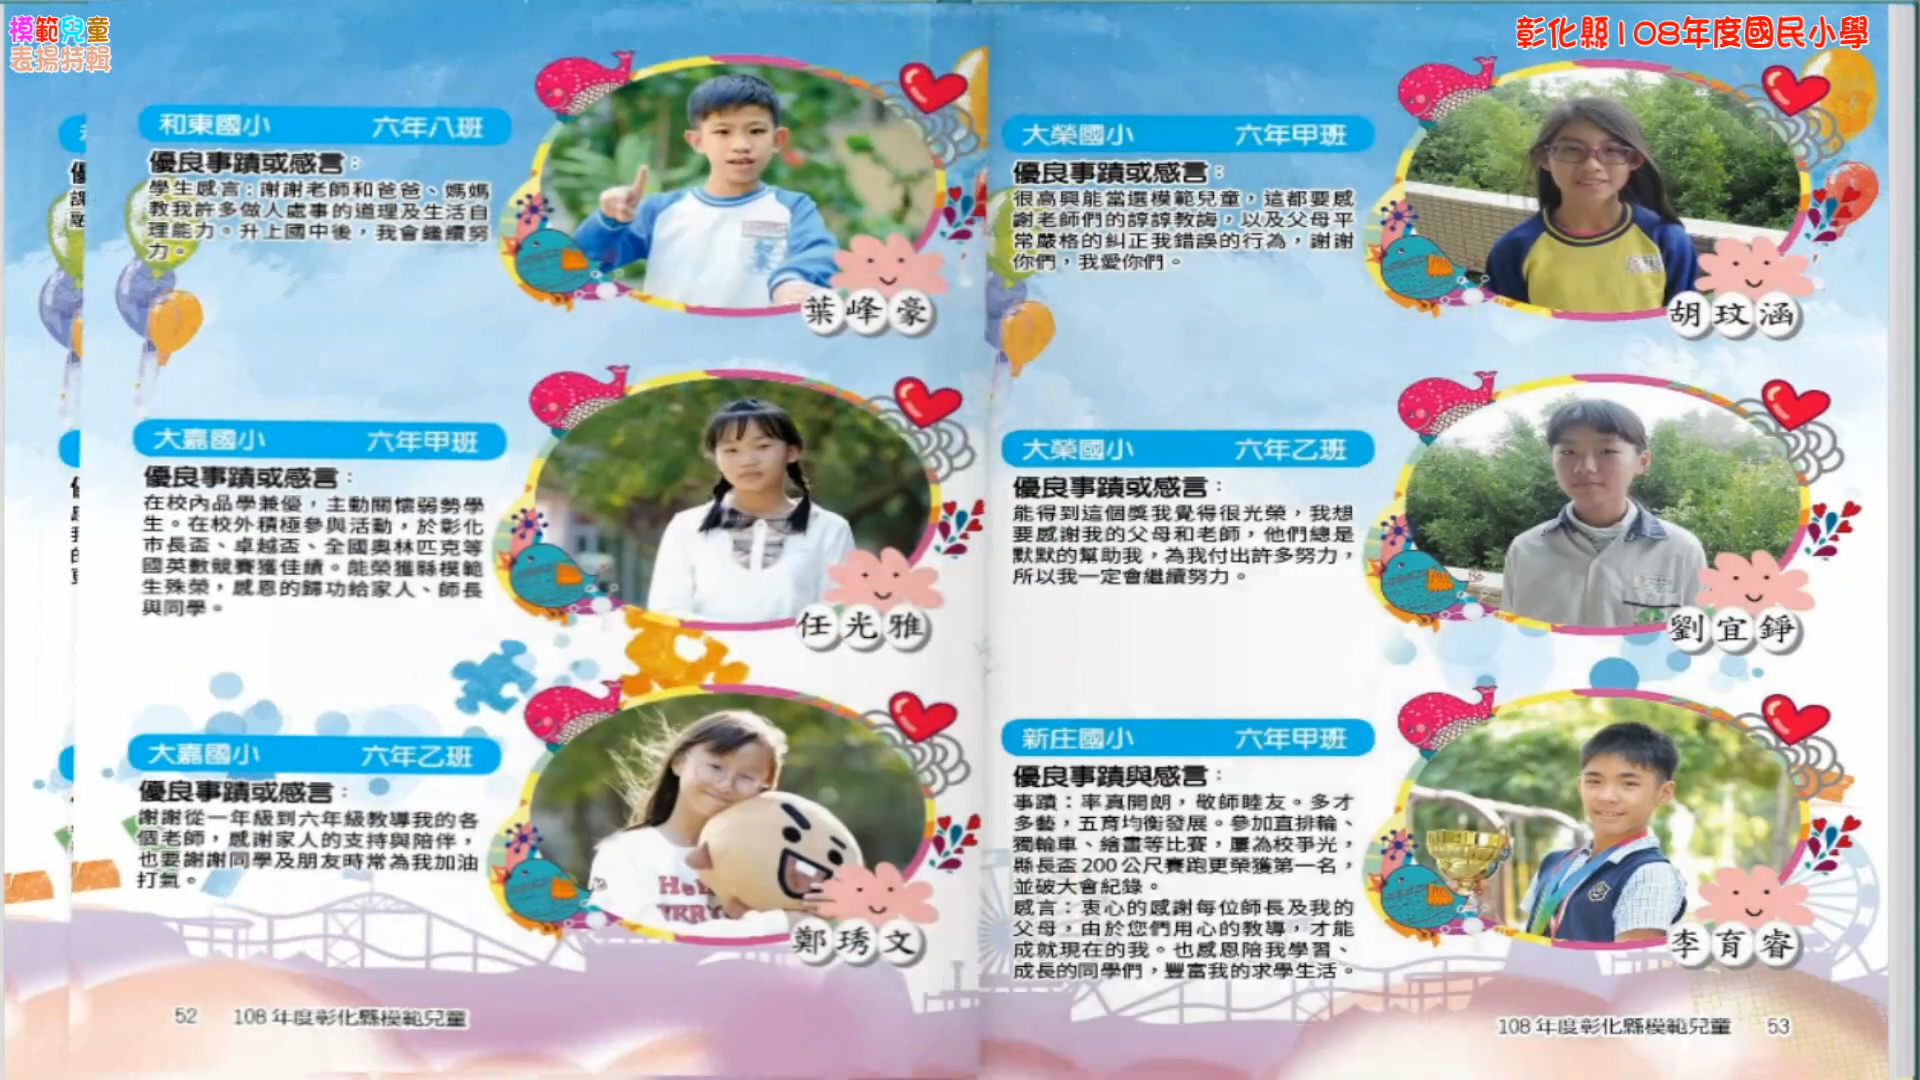 模範兒童
表揚特輯
彰化縣108年度國民小學
和東國小 六年八班
優良事蹟或感言:
學生感言:謝謝老師和爸爸、媽媽
教我許多做人處事的道理及生活自
理能力。升上國中後,我會繼續努
力。
葉峰豪
大嘉國小 六年甲班
優良事蹟或感言:
在校內品學兼優,主動關懷弱勢學
生。在校外積極參與活動,於彰化
市長盃、卓越盃、全國奧林匹克等
國英數競賽獲佳績。能榮獲縣模範
生殊榮,感恩的歸功給家人、師長
與同學。
任光雅
大嘉國小 六年乙班
優良事蹟或感言:
謝謝從一年級到六年級教導我的各
個老師,感謝家人的支持與陪伴,
也要謝謝同學及朋友時常為我加油
打氣。
鄭琇文
52 108年度彰化縣模範兒童
大榮國小 六年甲班
優良事蹟或感言:
很高興能當選模範兒童,這都要感
謝老師們的諄諄教誨,以及父母平
常嚴格的糾正我錯誤的行為,謝謝
你們,我愛你們。
胡玟涵
大榮國小 六年乙班
優良事蹟或感言:
能得到這個獎我覺得很光榮,我想
要感謝我的父母和老師,他們總是
默默的幫助我,為我付出許多努力,
所以我一定會繼續努力。
劉宜錚
新庄國小 六年甲班
優良事蹟與感言:
事蹟:率真開朗,敬師睦友。多才
多藝,五育均衡發展。參加直排輪、
獨輪車、繪畫等比賽,屢為校爭光,
縣長盃200公尺賽跑更榮獲第一名,
並破大會紀錄。
感言:衷心的感謝每位師長及我的
父母,由於您們用心的教導,才能
成就現在的我。也感恩陪我學習、
成長的同學們,豐富我的求學生活。
李育睿
108年度彰化縣模範兒童 53